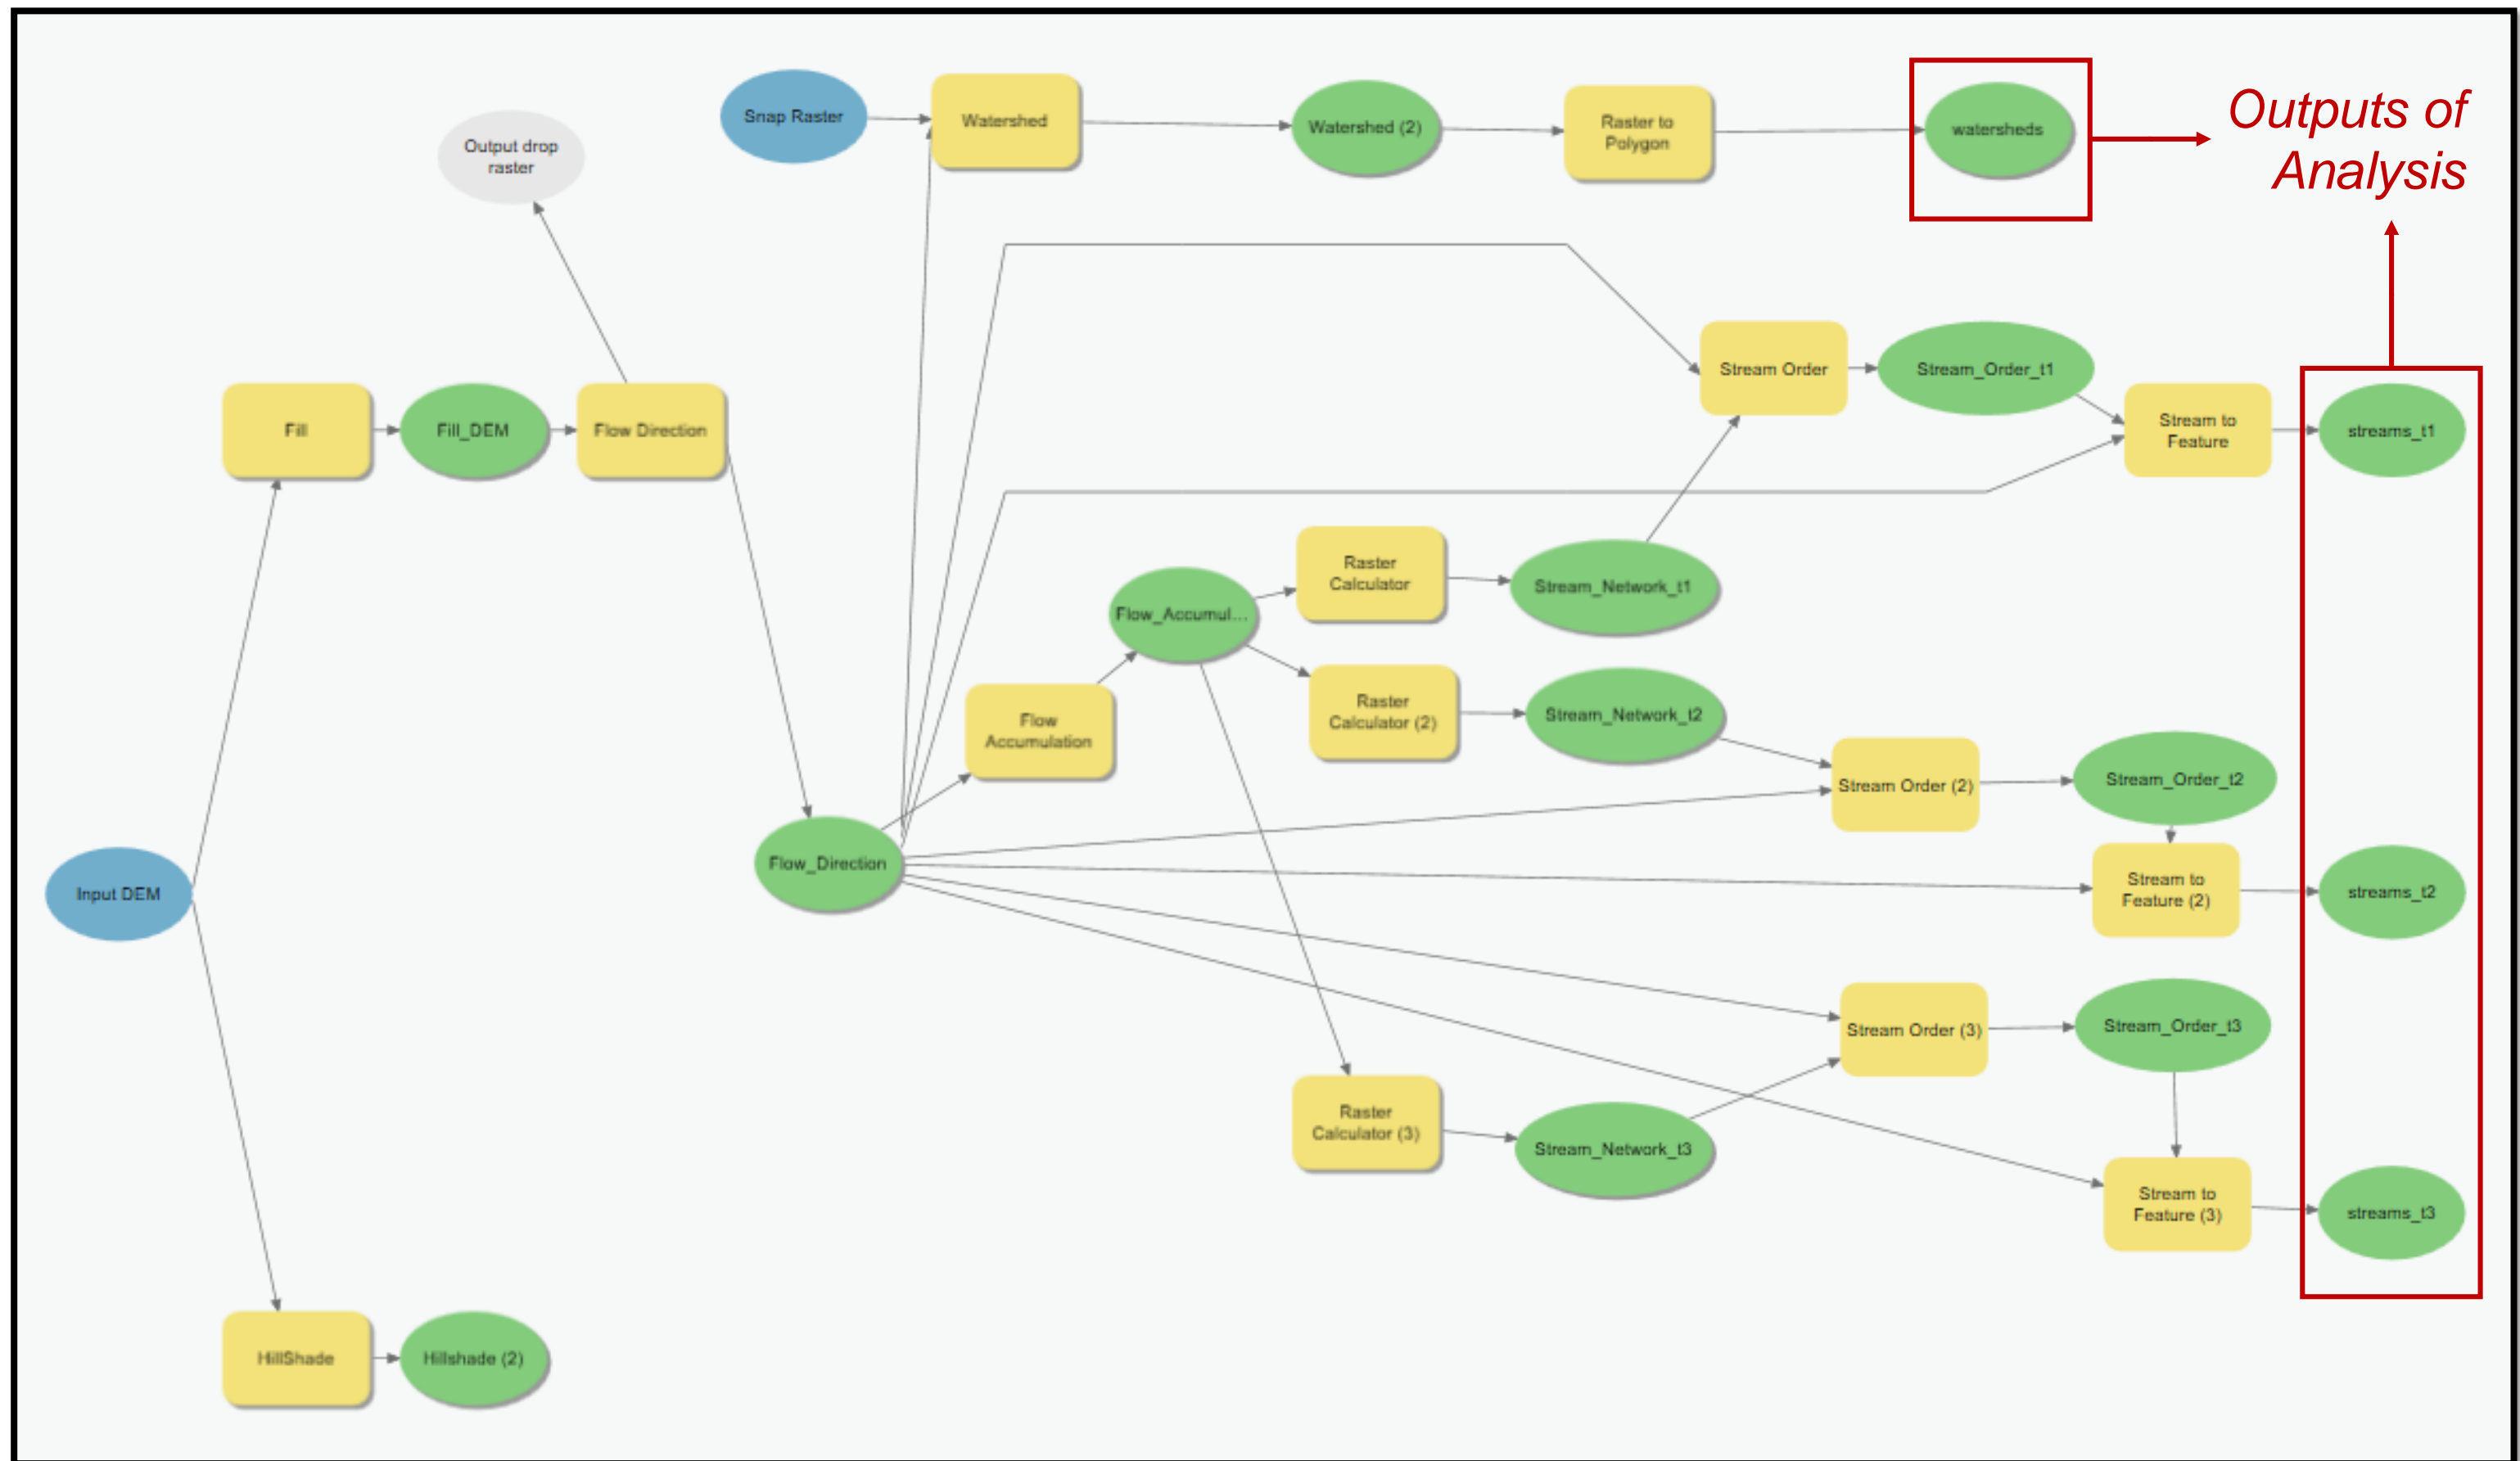 Snap Raster
Watershed
Watershed (2)
Raster to
Polygon
watersheds
Outputs of
Analysis
Output drop
raster
Fill
Fill_DEM
Flow Direction
Stream Order
Stream_Order_t1
Stream to
Feature
streams_t1
Raster
Calculator
Stream_Network_t1
Flow_Accumul...
Flow
Accumulation
Raster
Calculator (2)
Stream_Network_t2
Stream Order (2)
Stream_Order_t2
Input DEM
Flow_Direction
Stream to
Feature (2)
streams_t2
Stream Order (3)
Stream_Order_t3
Raster
Calculator (3)
Stream_Network_t3
Stream to
Feature (3)
streams_t3
HillShade
Hillshade (2)